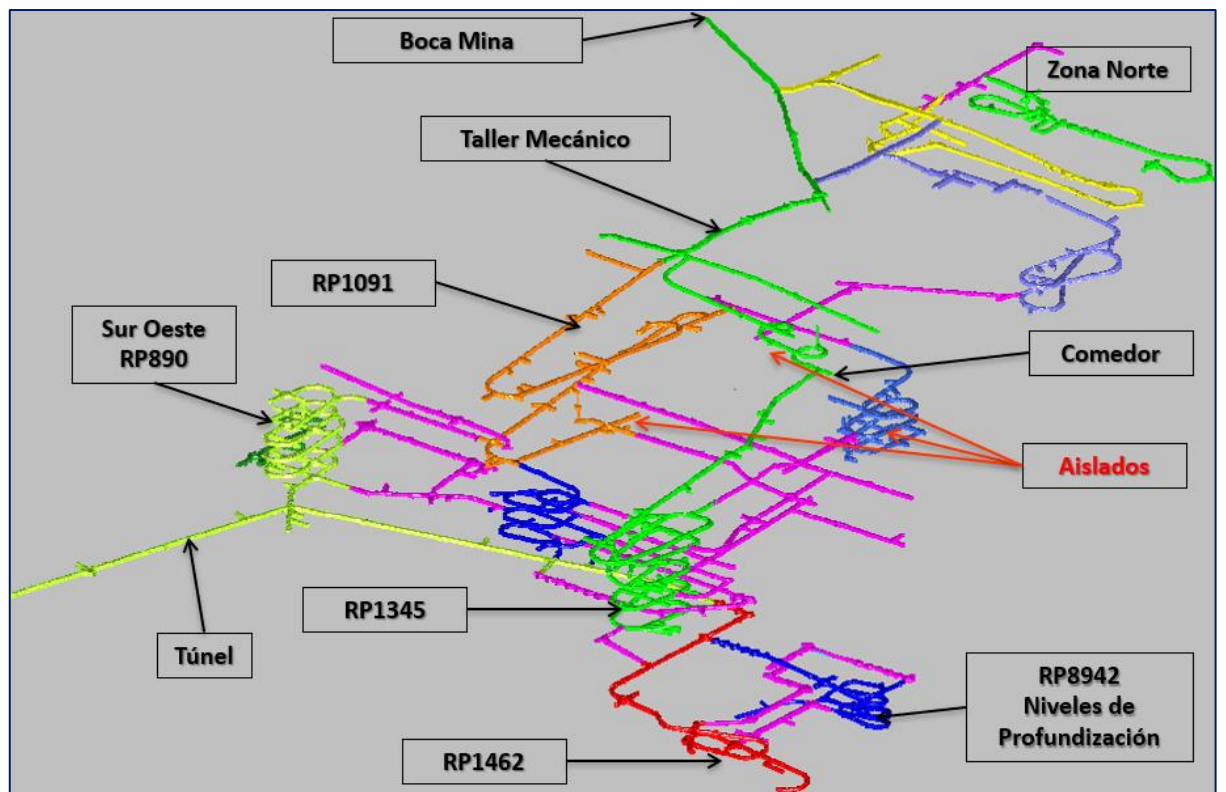 Boca Mina
Zona Norte
Taller Mecánico
RP1091
Sur Oeste
RP890
Comedor
Aislados
RP1345
Túnel
RP8942
Niveles de
Profundización
RP1462